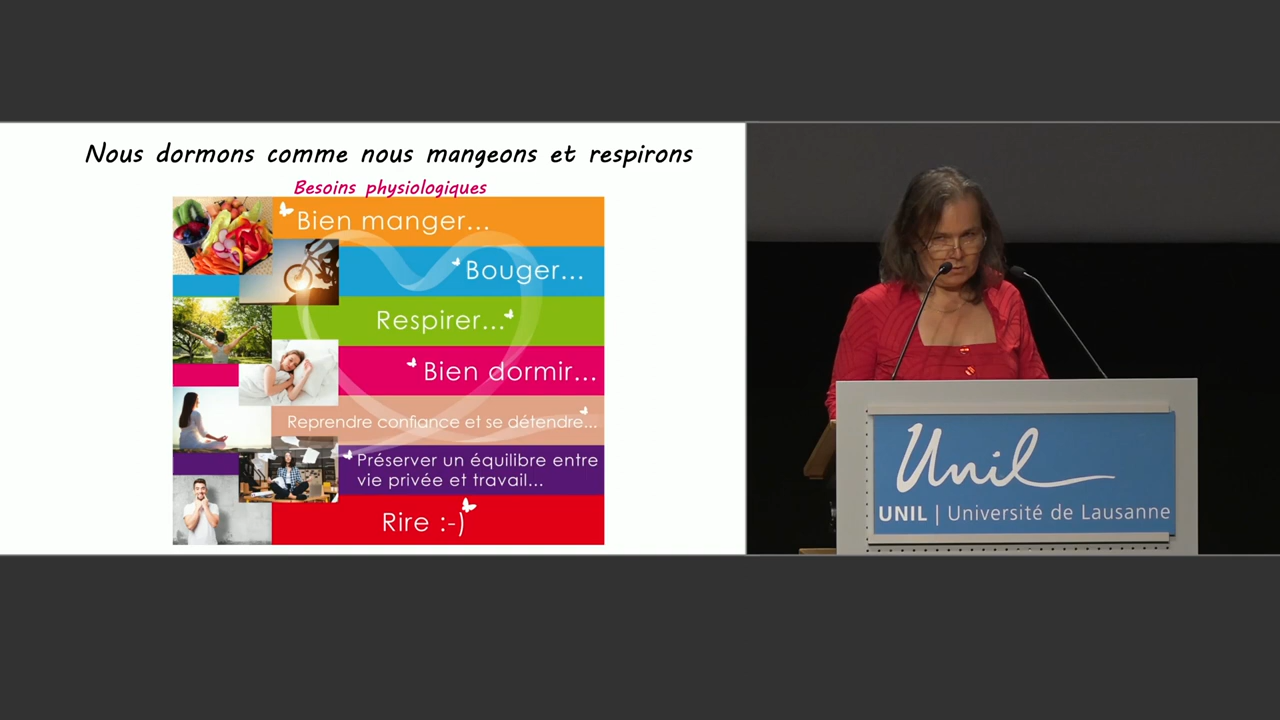 Nous dormons comme nous mangeons et respirons
Besoins physiologiques
Bien manger...
Bouger...
Respirer...
Bien dormir...
Reprendre confiance et se détendre...
Préserver un équilibre entre
vie privée et travail...
Rire :-)
Unil
UNIL | Université de Lausanne